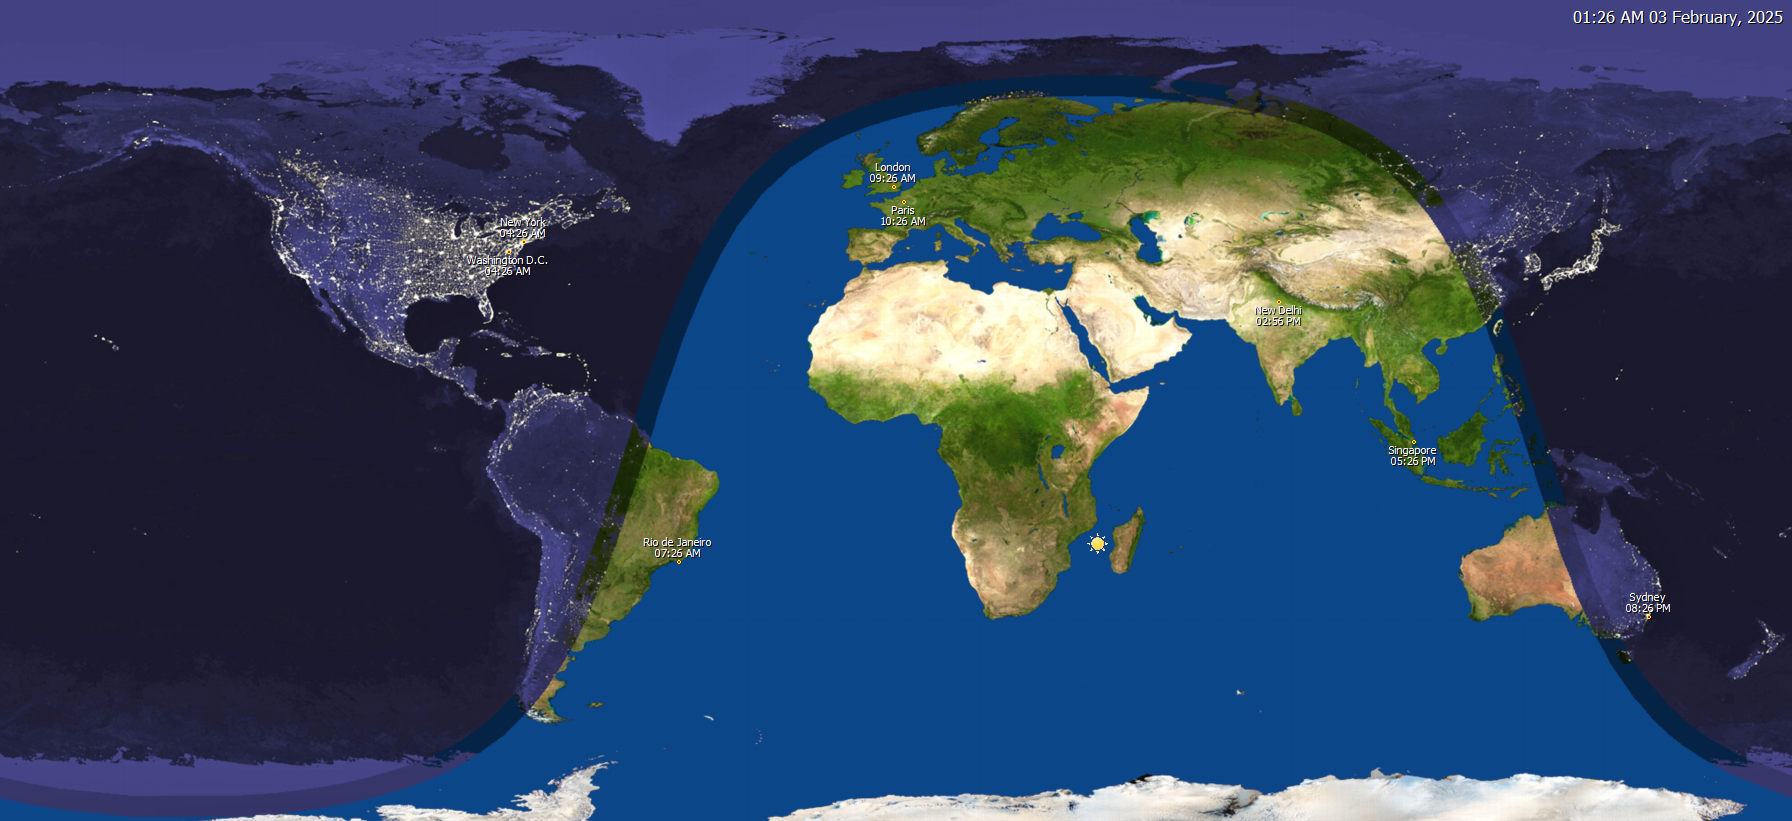 01:26 AM 03 February, 2025
London
09:26 AM
Paris
10:26 AM
New York
04:26 AM
Washington D.C.
04:26 AM
New Delhi
02:56 PM
Singapore
05:26 PM
Rio de Janeiro
07:26 AM
Sydney
08:26 PM